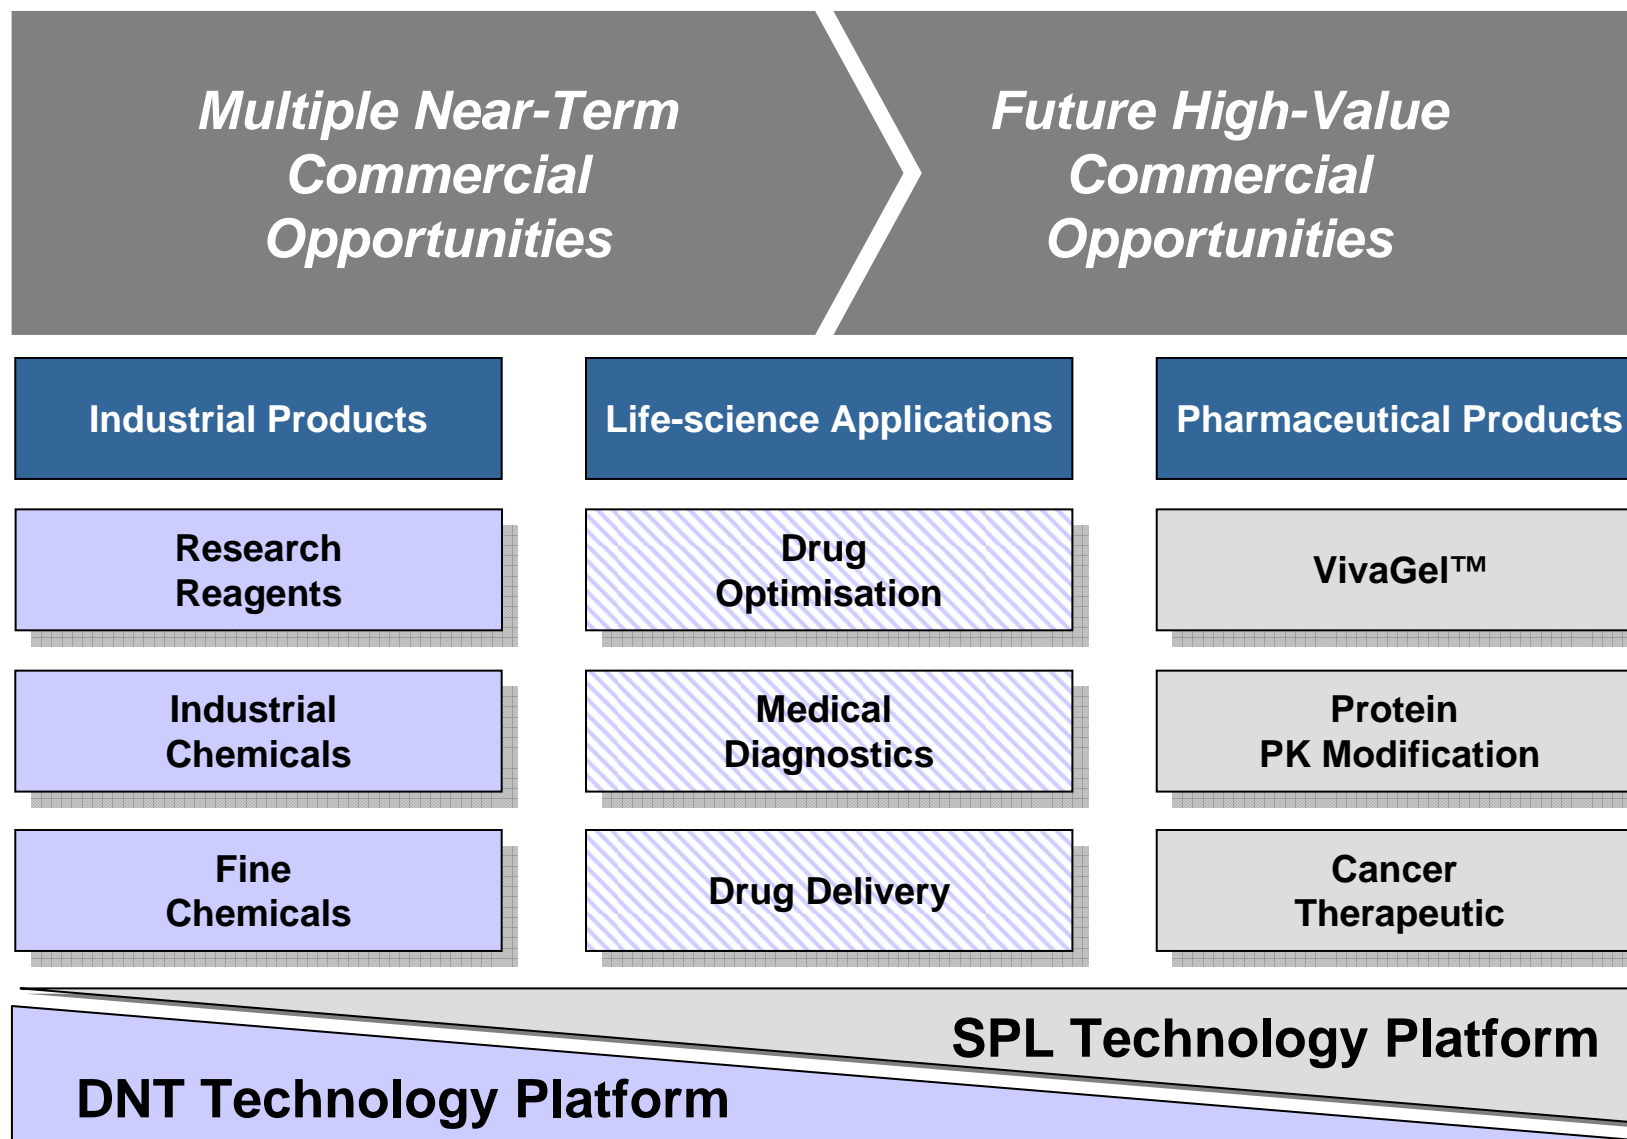 Multiple Near-Term
Commercial
Opportunities
Future High-Value
Commercial
Opportunities
Industrial Products
Life-science Applications
Pharmaceutical Products
Research
Reagents
Drug
Optimisation
VivaGel™
Industrial
Chemicals
Medical
Diagnostics
Protein
PK Modification
Fine
Chemicals
Drug Delivery
Cancer
Therapeutic
SPL Technology Platform
DNT Technology Platform